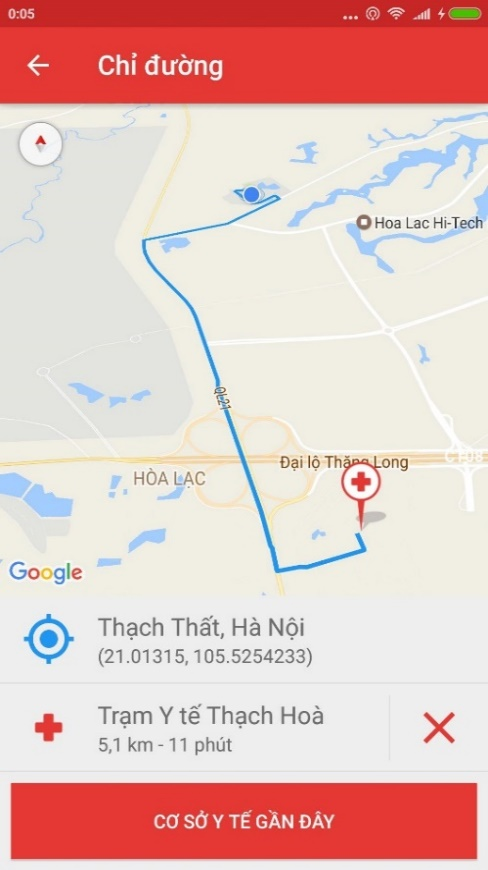 0:05
Chỉ đường
Hoa Lac Hi-Tech
QL21
Đại lộ Thăng Long
CT08
HÒA LẠC
Google
Thạch Thất, Hà Nội
(21.01315, 105.5254233)
Trạm Y tế Thạch Hoà
5,1 km - 11 phút
CƠ SỞ Y TẾ GẦN ĐÂY